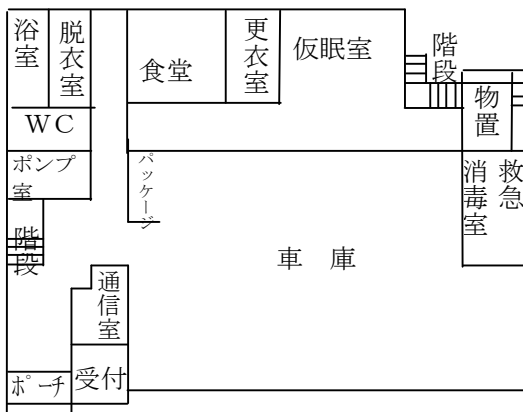 浴室
脱衣室
食堂
更衣室
仮眠室
階段
物置
WC
ポンプ
室
パッケージ
消毒室
救急
階段
車 庫
通信室
ポーチ
受付